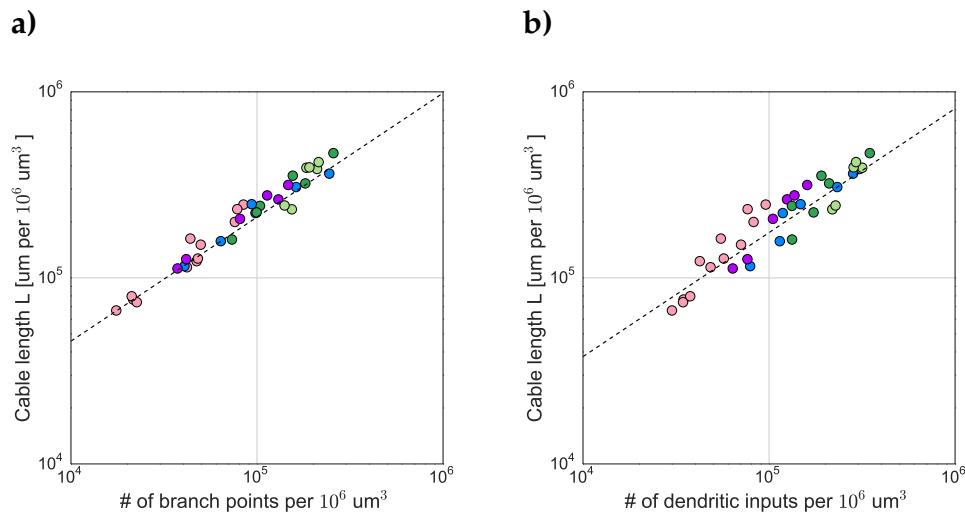 a)
b)
10^6
10^5
10^4
Cable length L [um per 10^6 um^3 ]
10^4
10^5
10^6
# of branch points per 10^6 um^3
10^6
10^5
10^4
Cable length L [um per 10^6 um^3 ]
10^4
10^5
10^6
# of dendritic inputs per 10^6 um^3